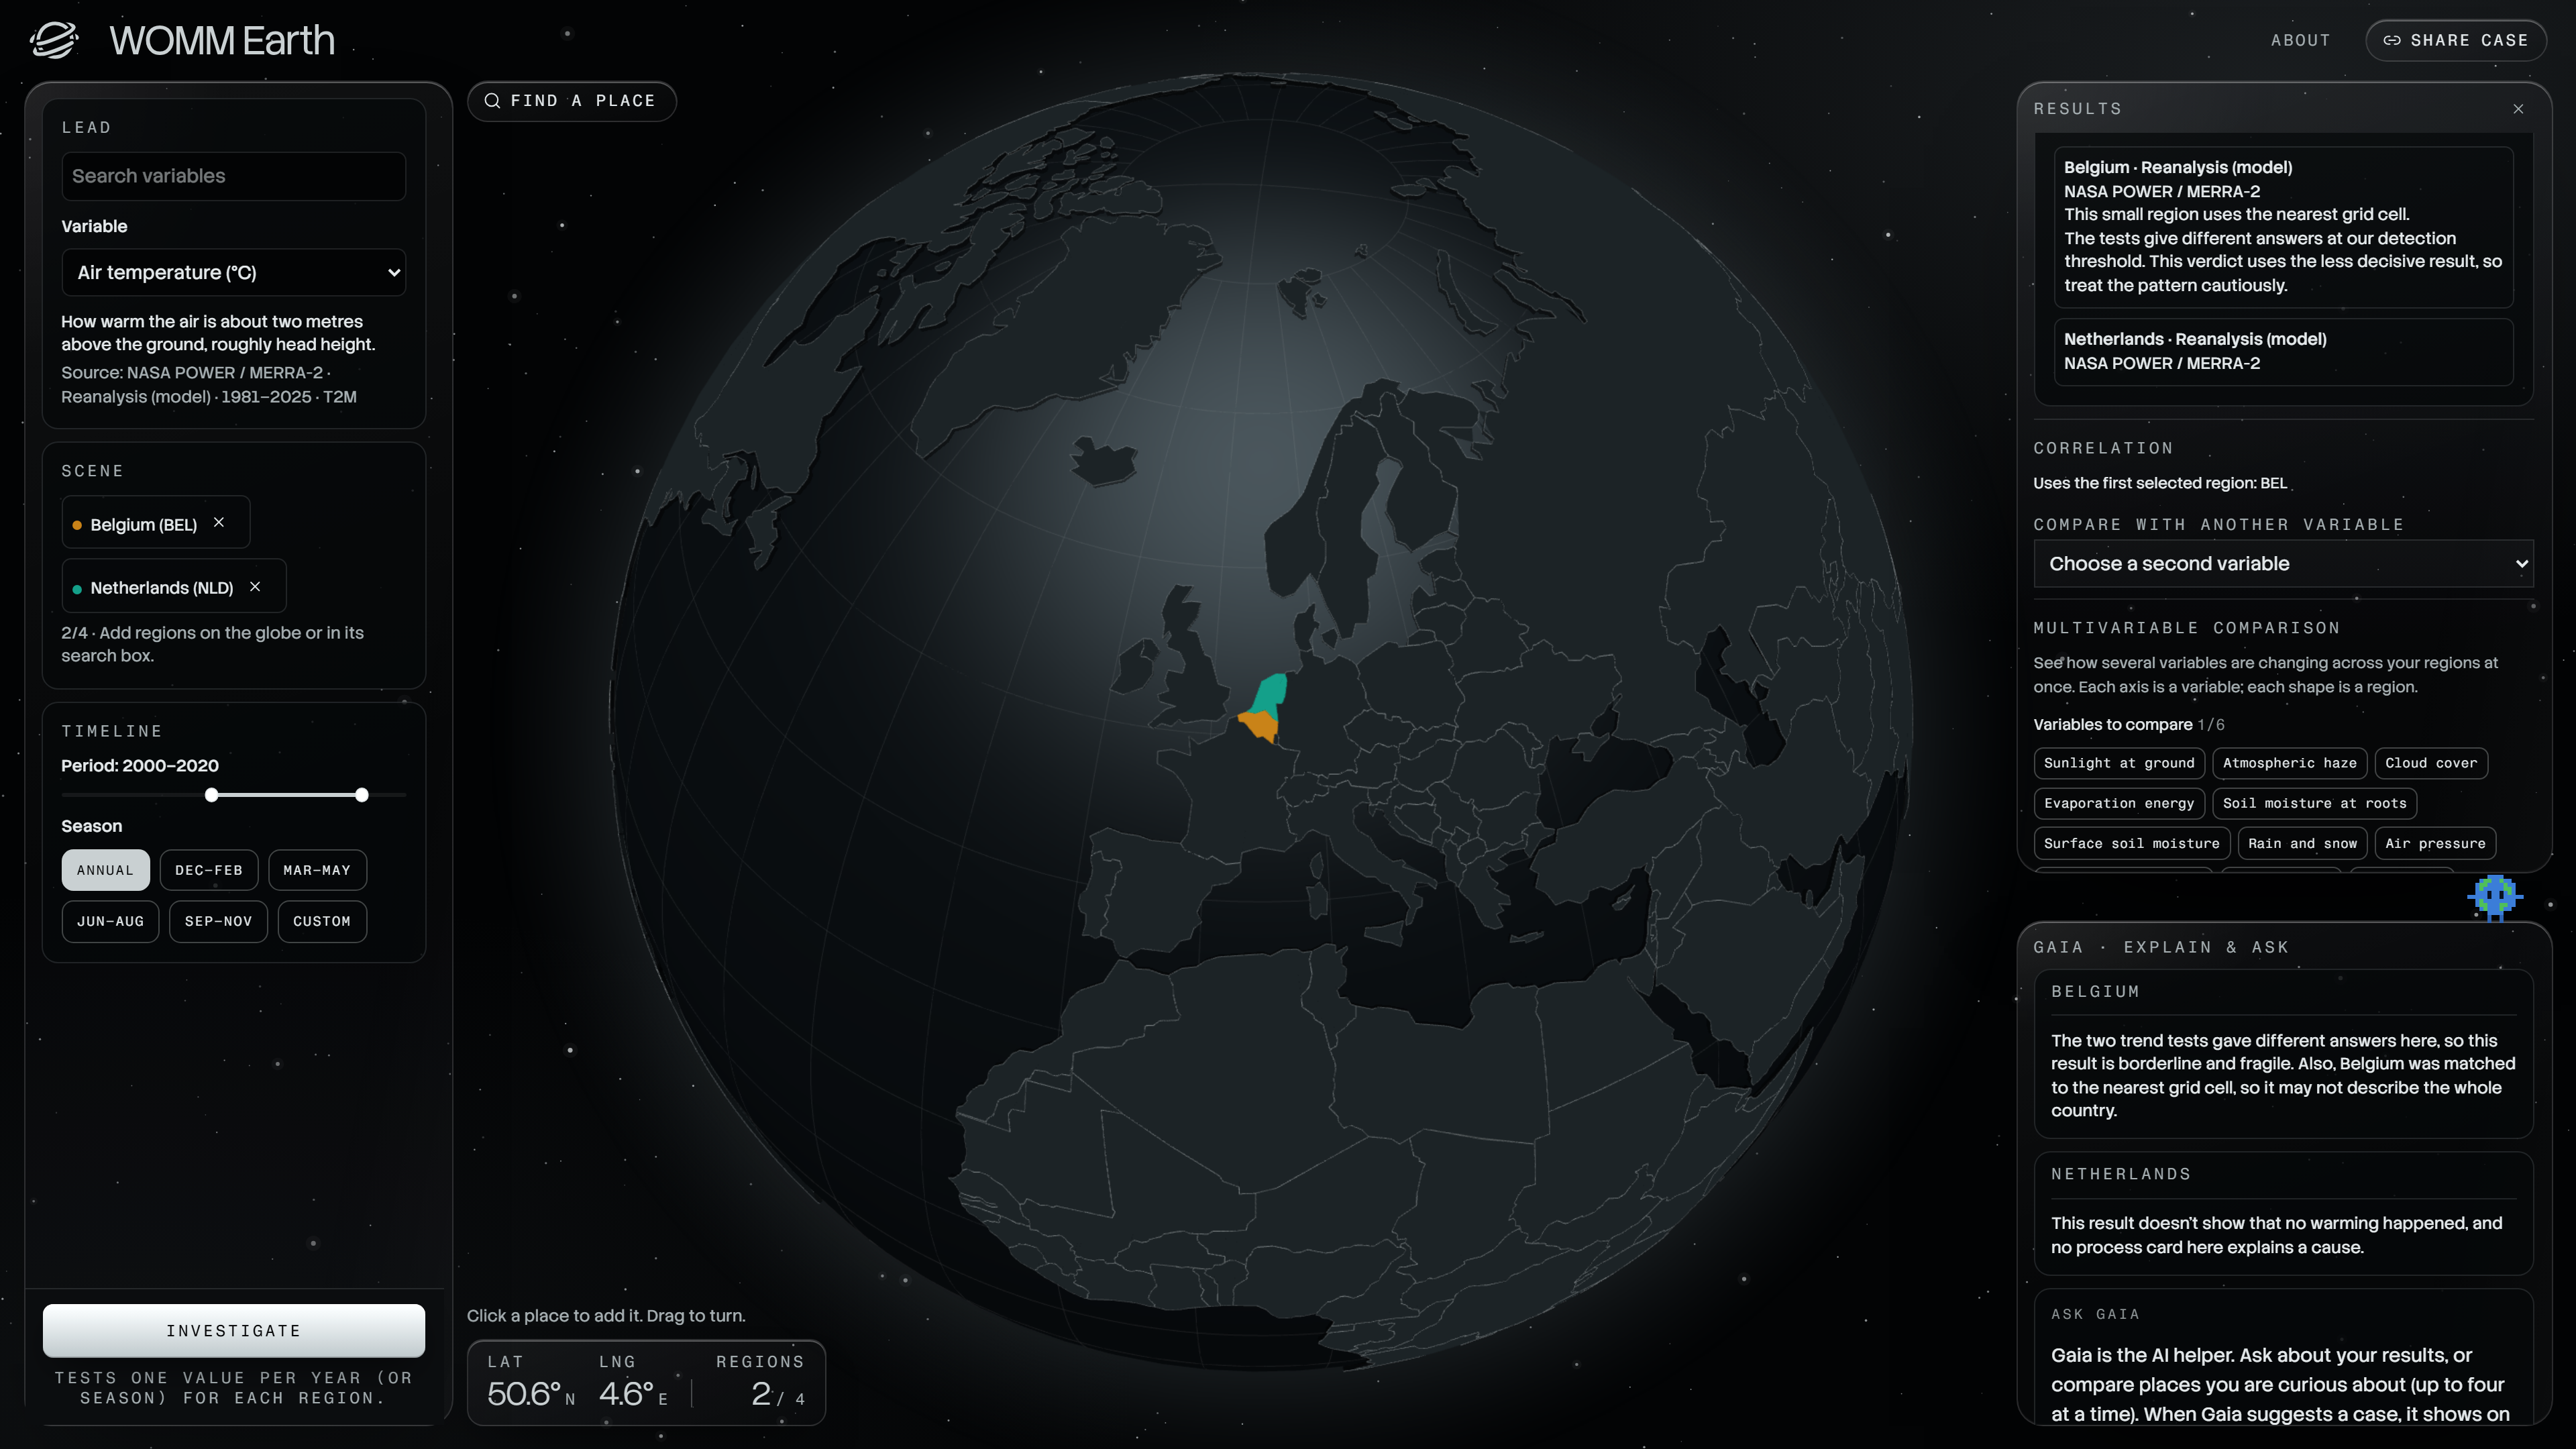 WOMM Earth
ABOUT
SHARE CASE
LEAD
Search variables
Variable
Air temperature (°C)
How warm the air is about two metres
above the ground, roughly head height.
Source: NASA POWER / MERRA-2 ·
Reanalysis (model) · 1981–2025 · T2M
SCENE
Belgium (BEL) ×
Netherlands (NLD) ×
2/4 · Add regions on the globe or in its
search box.
TIMELINE
Period: 2000–2020
Season
ANNUAL
DEC–FEB
MAR–MAY
JUN–AUG
SEP–NOV
CUSTOM
INVESTIGATE
TESTS ONE VALUE PER YEAR (OR
SEASON) FOR EACH REGION.
FIND A PLACE
Click a place to add it. Drag to turn.
LAT
LNG
REGIONS
50.6° N
4.6° E
2 / 4
RESULTS ×
Belgium · Reanalysis (model)
NASA POWER / MERRA-2
This small region uses the nearest grid cell.
The tests give different answers at our detection
threshold. This verdict uses the less decisive result, so
treat the pattern cautiously.
Netherlands · Reanalysis (model)
NASA POWER / MERRA-2
CORRELATION
Uses the first selected region: BEL
COMPARE WITH ANOTHER VARIABLE
Choose a second variable
MULTIVARIABLE COMPARISON
See how several variables are changing across your regions at
once. Each axis is a variable; each shape is a region.
Variables to compare 1/6
Sunlight at ground
Atmospheric haze
Cloud cover
Evaporation energy
Soil moisture at roots
Surface soil moisture
Rain and snow
Air pressure
GAIA · EXPLAIN & ASK
BELGIUM
The two trend tests gave different answers here, so this
result is borderline and fragile. Also, Belgium was matched
to the nearest grid cell, so it may not describe the whole
country.
NETHERLANDS
This result doesn't show that no warming happened, and
no process card here explains a cause.
ASK GAIA
Gaia is the AI helper. Ask about your results, or
compare places you are curious about (up to four
at a time). When Gaia suggests a case, it shows on